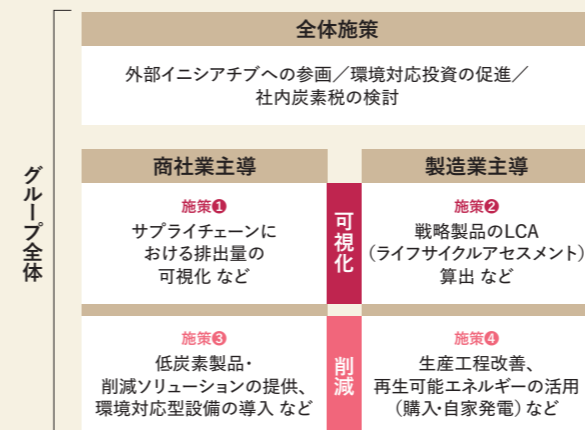 全体施策
外部イニシアチブへの参画／環境対応投資の促進／
社内炭素税の検討
グループ全体
商社業主導
施策❶
サプライチェーンに
おける排出量の
可視化 など
可視化
製造業主導
施策❷
戦略製品のLCA
（ライフサイクルアセスメント）
算出 など
施策❸
低炭素製品・
削減ソリューションの提供、
環境対応型設備の導入 など
削減
施策❹
生産工程改善、
再生可能エネルギーの活用
（購入・自家発電）など